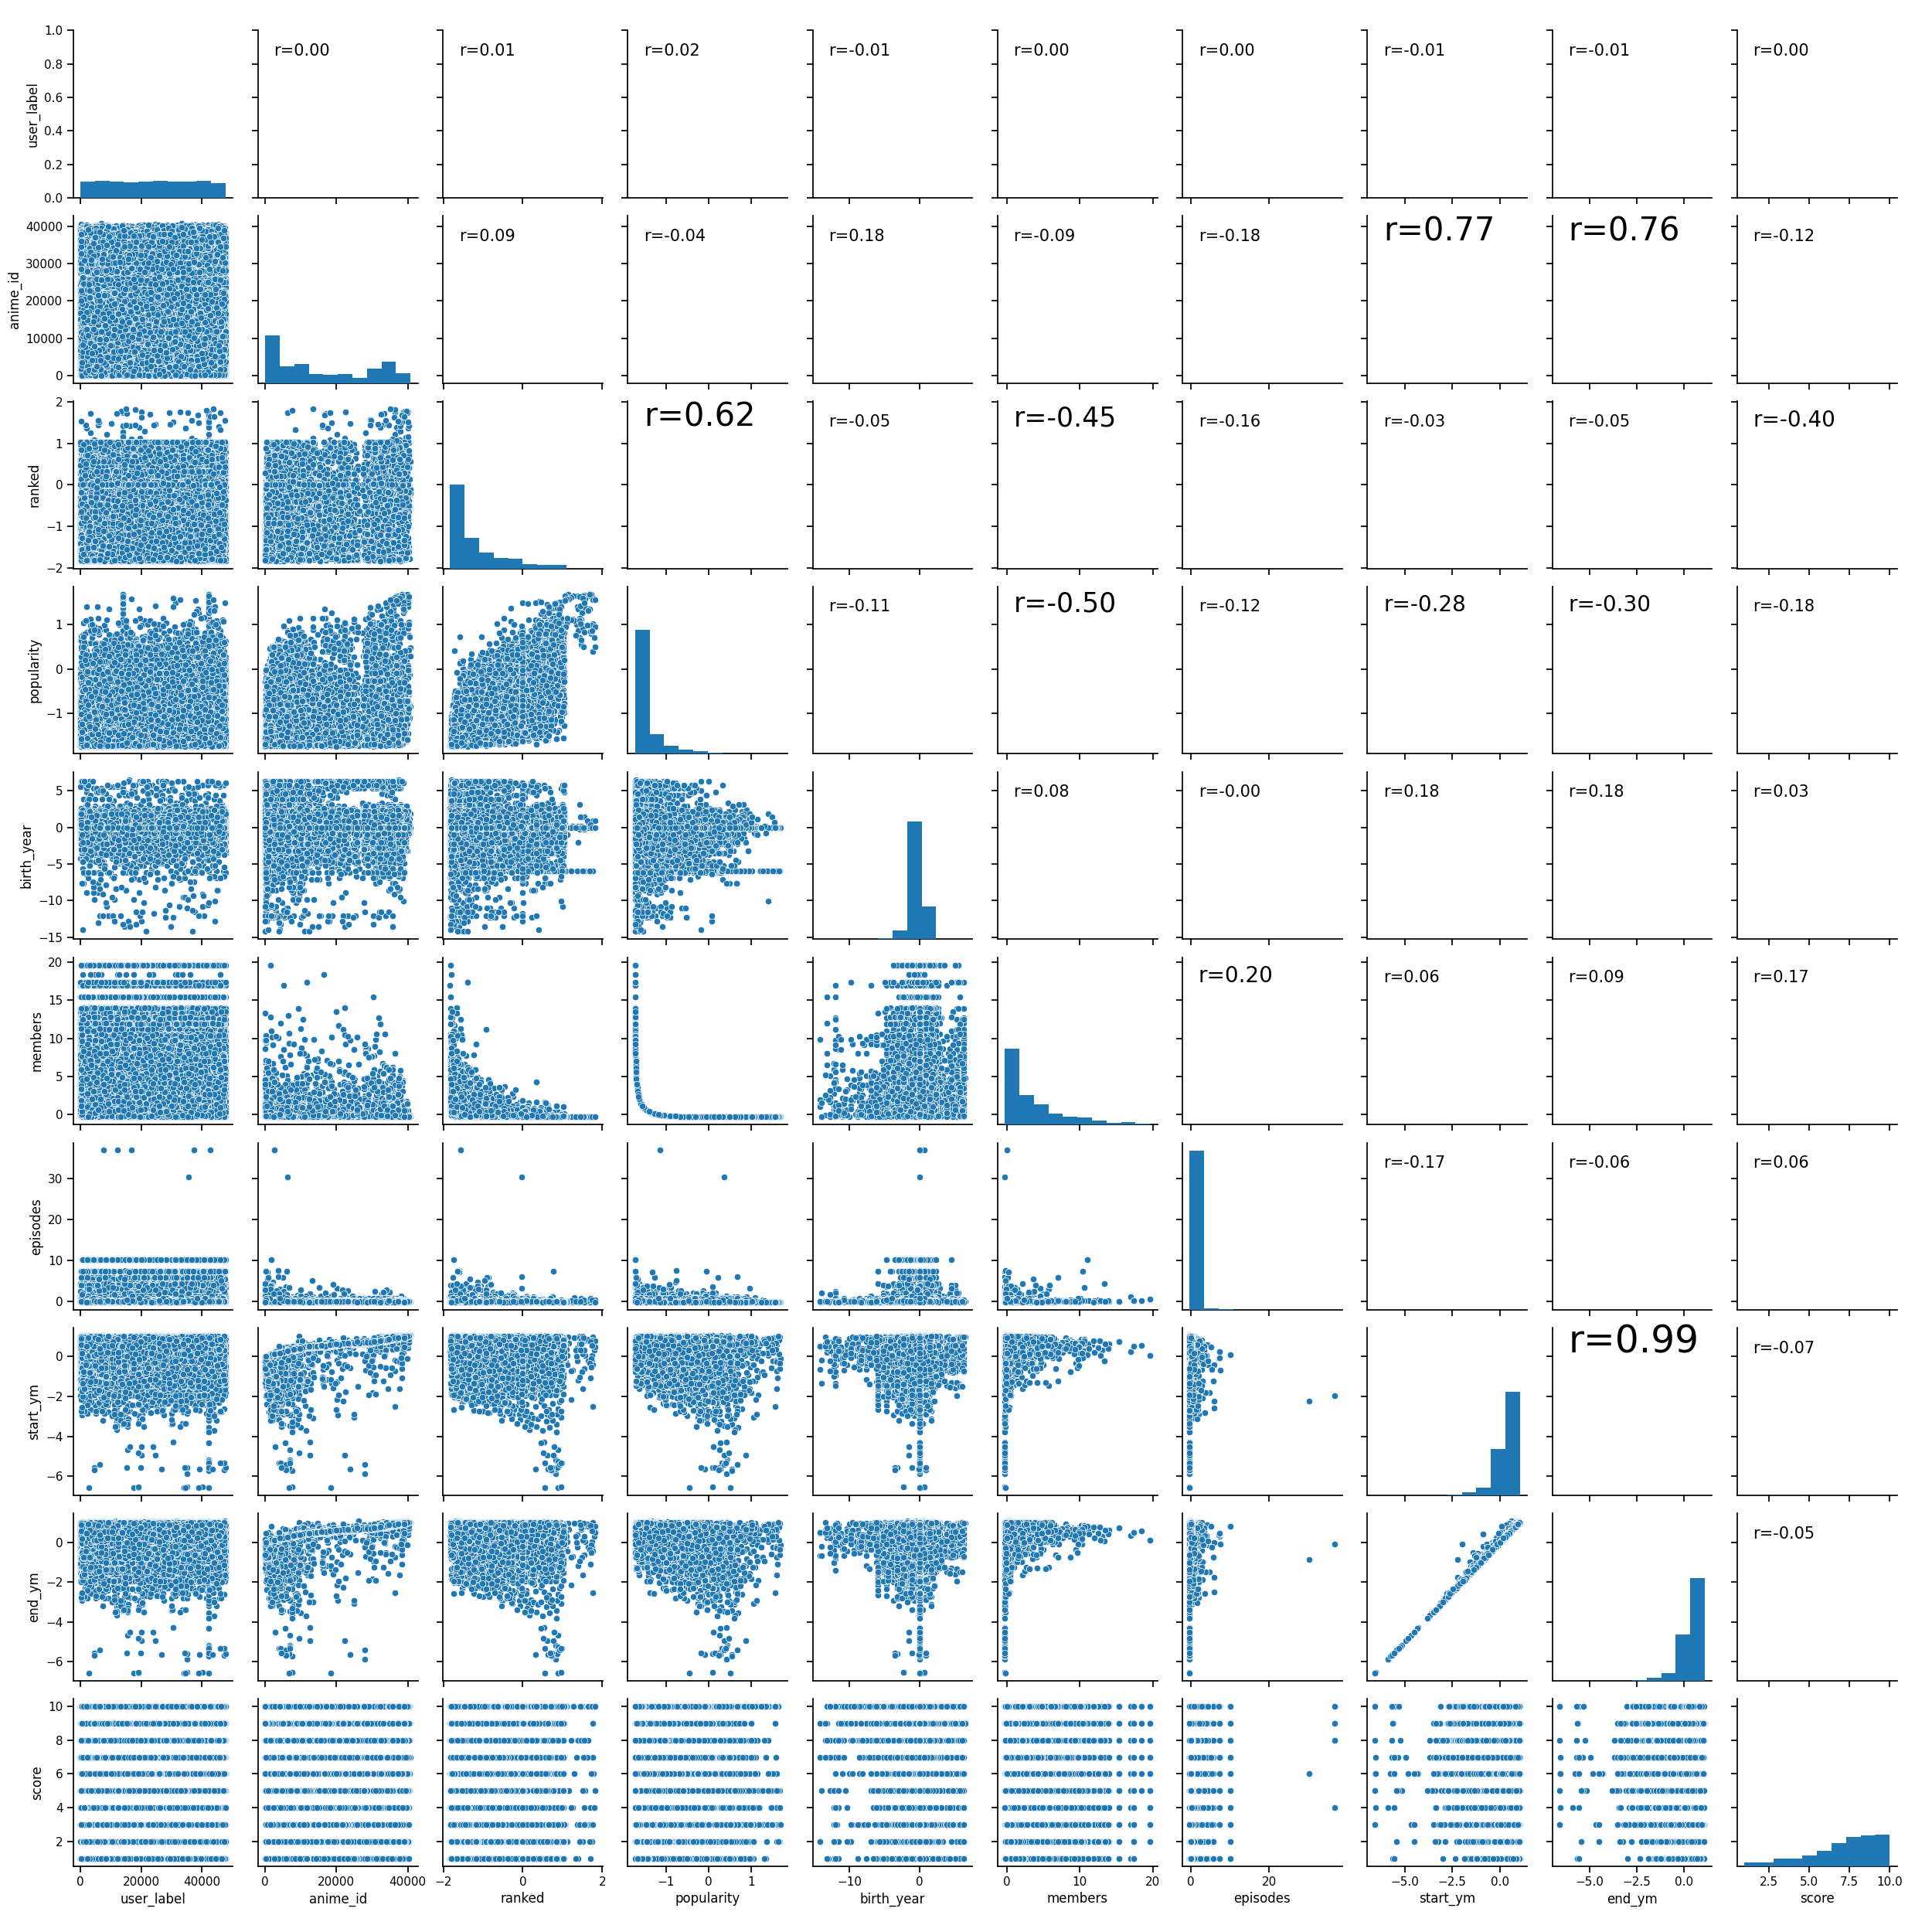 1.0
0.8
0.6
0.4
0.2
0.0
user_label
r=0.00
r=0.01
r=0.02
r=-0.01
r=0.00
r=0.00
r=-0.01
r=-0.01
r=0.00
40000
30000
20000
10000
0
anime_id
r=0.09
r=-0.04
r=0.18
r=-0.09
r=-0.18
r=0.77
r=0.76
r=-0.12
2
1
0
−1
−2
ranked
r=0.62
r=-0.05
r=-0.45
r=-0.16
r=-0.03
r=-0.05
r=-0.40
1
0
−1
popularity
r=-0.11
r=-0.50
r=-0.12
r=-0.28
r=-0.30
r=-0.18
5
0
−5
−10
−15
birth_year
r=0.08
r=-0.00
r=0.18
r=0.18
r=0.03
20
15
10
5
0
members
r=0.20
r=0.06
r=0.09
r=0.17
30
20
10
0
episodes
r=-0.17
r=-0.06
r=0.06
0
−2
−4
−6
start_ym
r=0.99
r=-0.07
0
−2
−4
−6
end_ym
r=-0.05
10
8
6
4
2
score
0 20000 40000
0 20000 40000
−2 0 2
−1 0 1
−10 0
0 10 20
0 20
−5.0 −2.5 0.0
−5.0 −2.5 0.0
2.5 5.0 7.5 10.0
user_label anime_id ranked popularity birth_year members episodes start_ym end_ym score